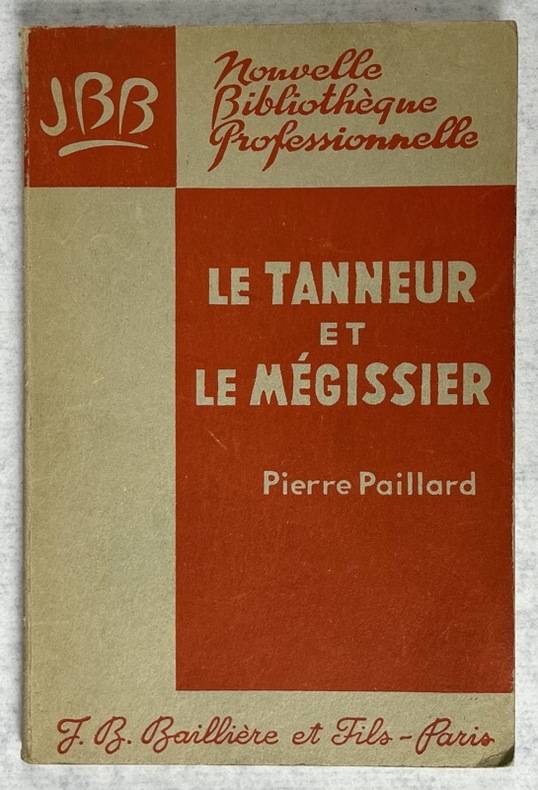 JBB
Nouvelle
Bibliothèque
Professionnelle
LE TANNEUR
ET
LE MÉGISSIER
Pierre Paillard
J. B. Baillière et Fils - Paris